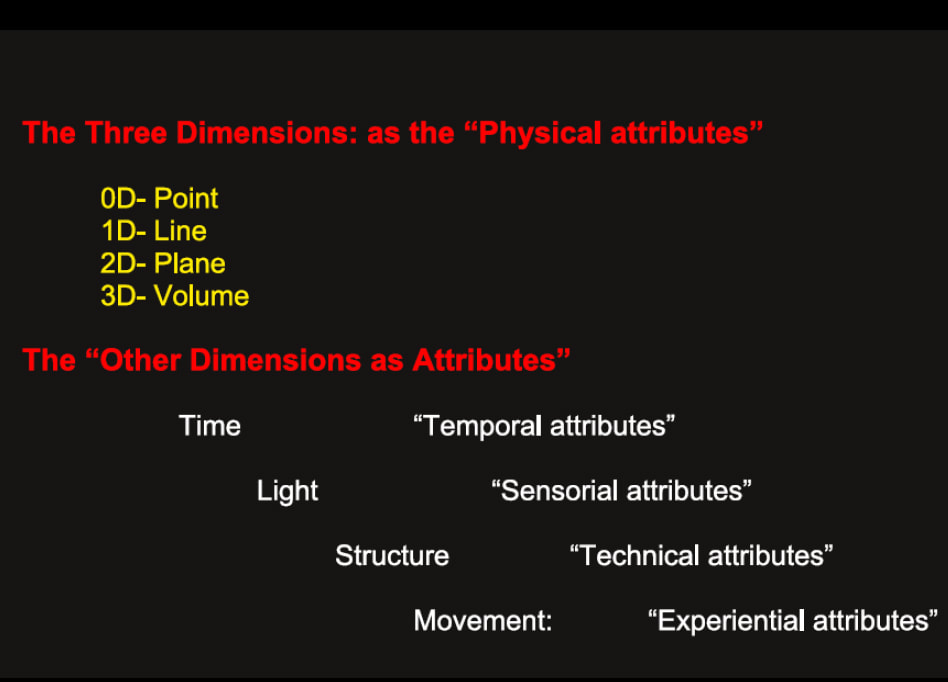 The Three Dimensions: as the “Physical attributes”
0D- Point
1D- Line
2D- Plane
3D- Volume
The “Other Dimensions as Attributes”
Time “Temporal attributes”
Light “Sensorial attributes”
Structure “Technical attributes”
Movement: “Experiential attributes”